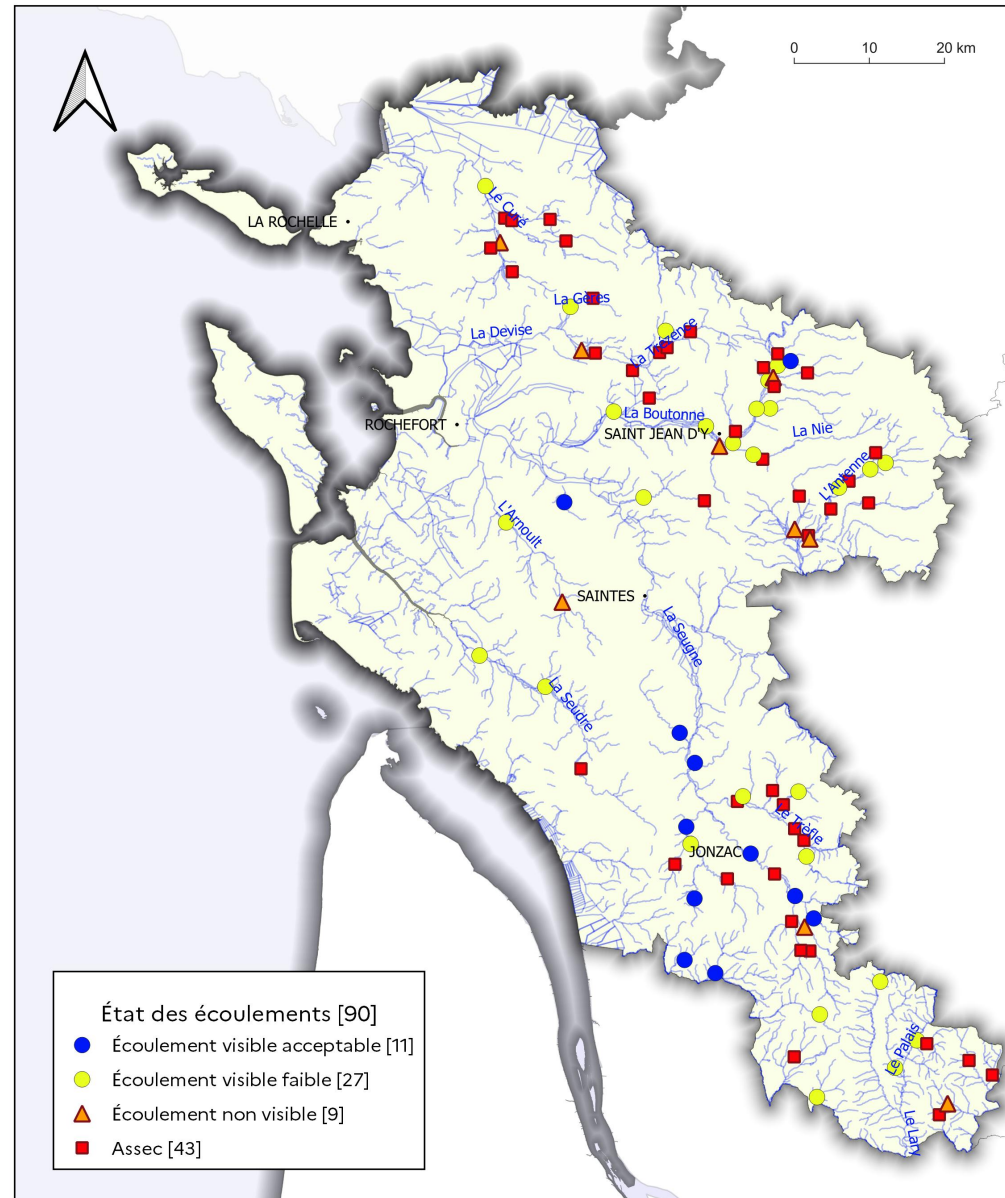 0 10 20 km
Le Curé
LA ROCHELLE
La Gères
La Devise
La Trézence
La Boutonne
ROCHEFORT
SAINT JEAN D'Y
La Nie
L'Antenne
L'Arnoult
SAINTES
La Seugne
La Seudre
Le Trèfle
JONZAC
Le Palais
Le Lary
État des écoulements [90]
Écoulement visible acceptable [11]
Écoulement visible faible [27]
Écoulement non visible [9]
Assec [43]